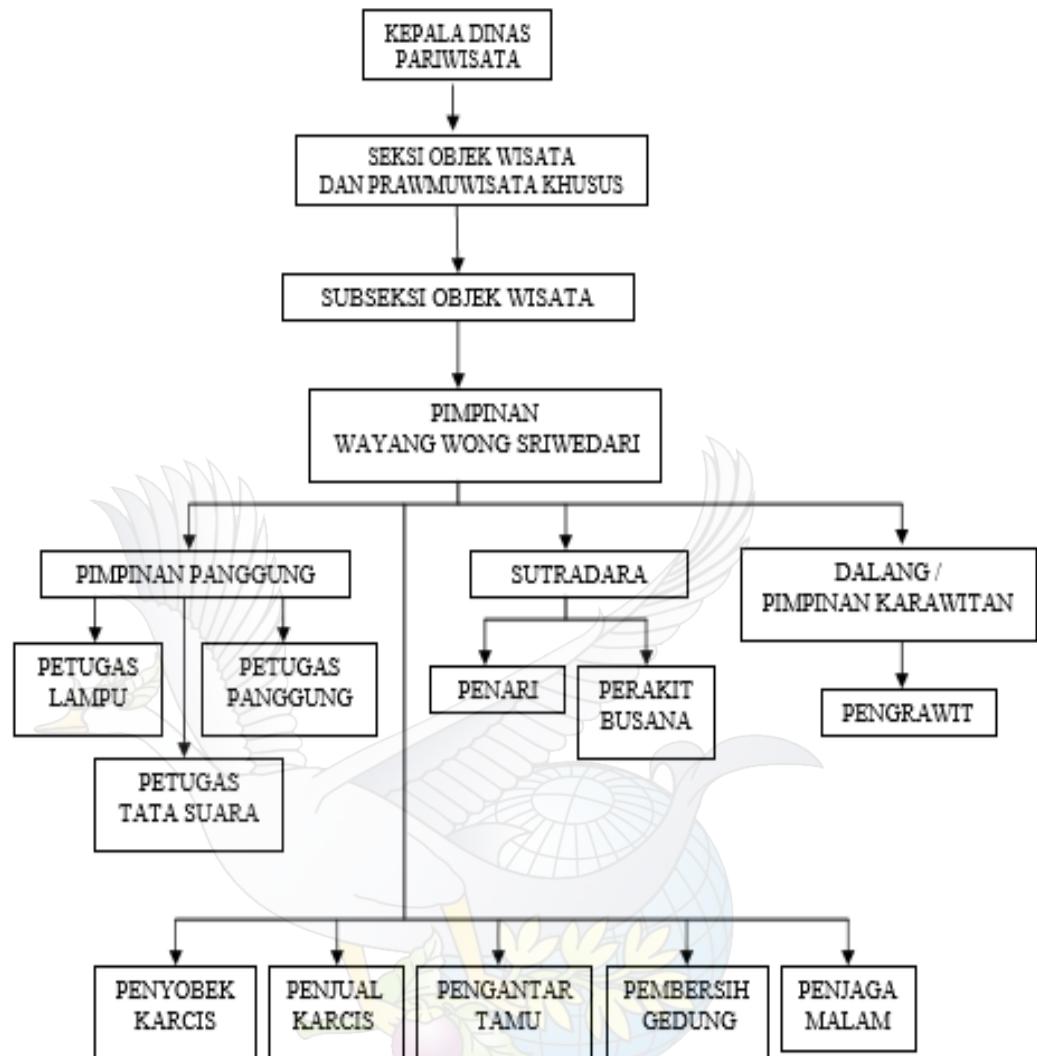 KEPALA DINAS
PARIWISATA
SEKSI OBJEK WISATA
DAN PRAWMUWISATA KHUSUS
SUBSEKSI OBJEK WISATA
PIMPINAN
WAYANG WONG SRIWEDARI
PIMPINAN PANGGUNG
SUTRADARA
DALANG /
PIMPINAN KARAWITAN
PETUGAS
LAMPU
PETUGAS
PANGGUNG
PENARI
PERAKIT
BUSANA
PENGRAWIT
PETUGAS
TATA SUARA
PENYOBEK
KARCIS
PENJUAL
KARCIS
PENGANTAR
TAMU
PEMBERSIH
GEDUNG
PENJAGA
MALAM